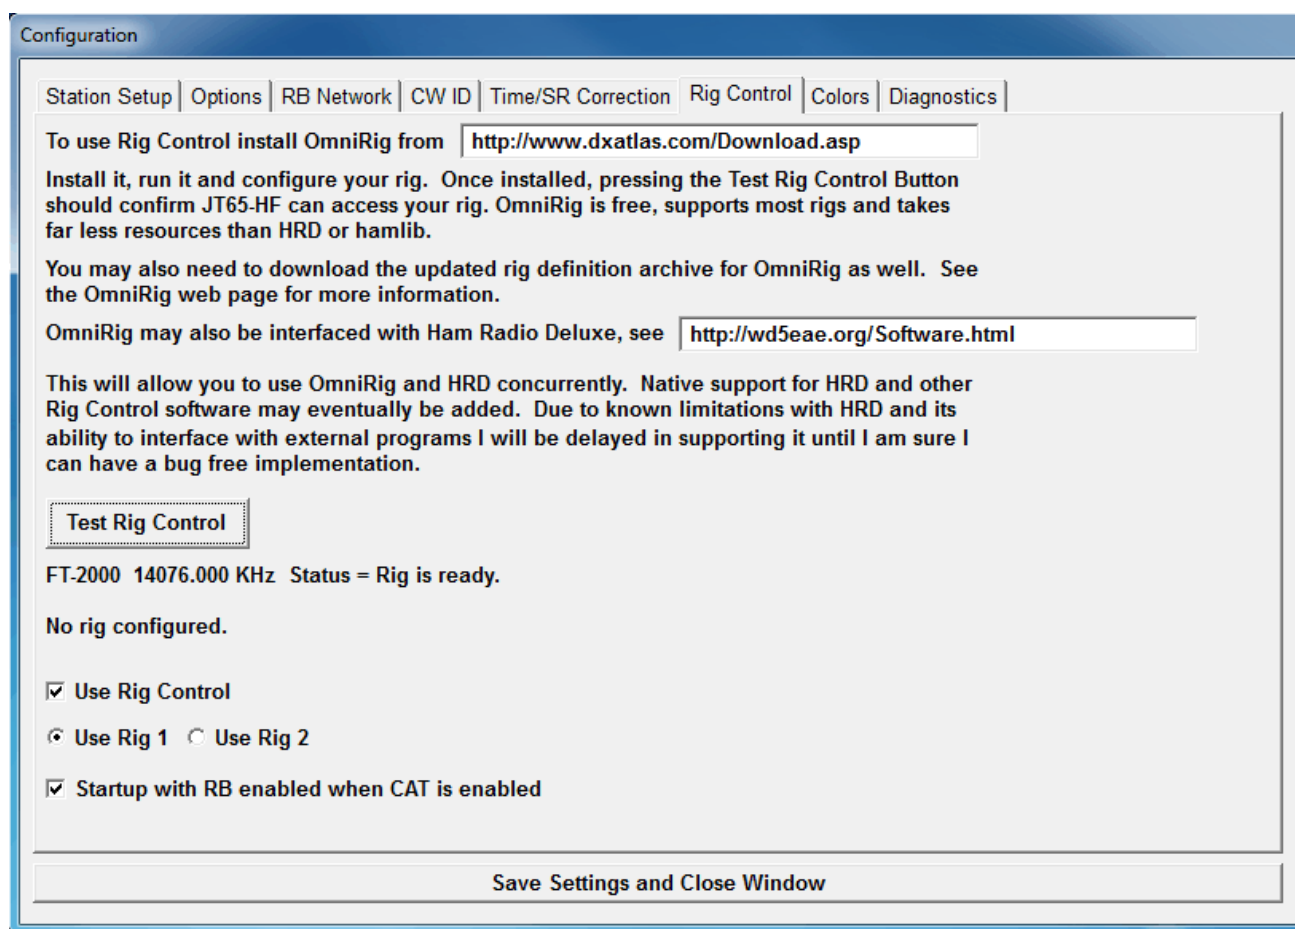 Configuration
Station Setup Options RB Network CW ID Time/SR Correction Rig Control Colors Diagnostics
To use Rig Control install OmniRig from http://www.dxatlas.com/Download.asp
Install it, run it and configure your rig. Once installed, pressing the Test Rig Control Button
should confirm JT65-HF can access your rig. OmniRig is free, supports most rigs and takes
far less resources than HRD or hamlib.
You may also need to download the updated rig definition archive for OmniRig as well. See
the OmniRig web page for more information.
OmniRig may also be interfaced with Ham Radio Deluxe, see http://wd5eae.org/Software.html
This will allow you to use OmniRig and HRD concurrently. Native support for HRD and other
Rig Control software may eventually be added. Due to known limitations with HRD and its
ability to interface with external programs I will be delayed in supporting it until I am sure I
can have a bug free implementation.
Test Rig Control
FT-2000 14076.000 KHz Status = Rig is ready.
No rig configured.
Use Rig Control
Use Rig 1 Use Rig 2
Startup with RB enabled when CAT is enabled
Save Settings and Close Window